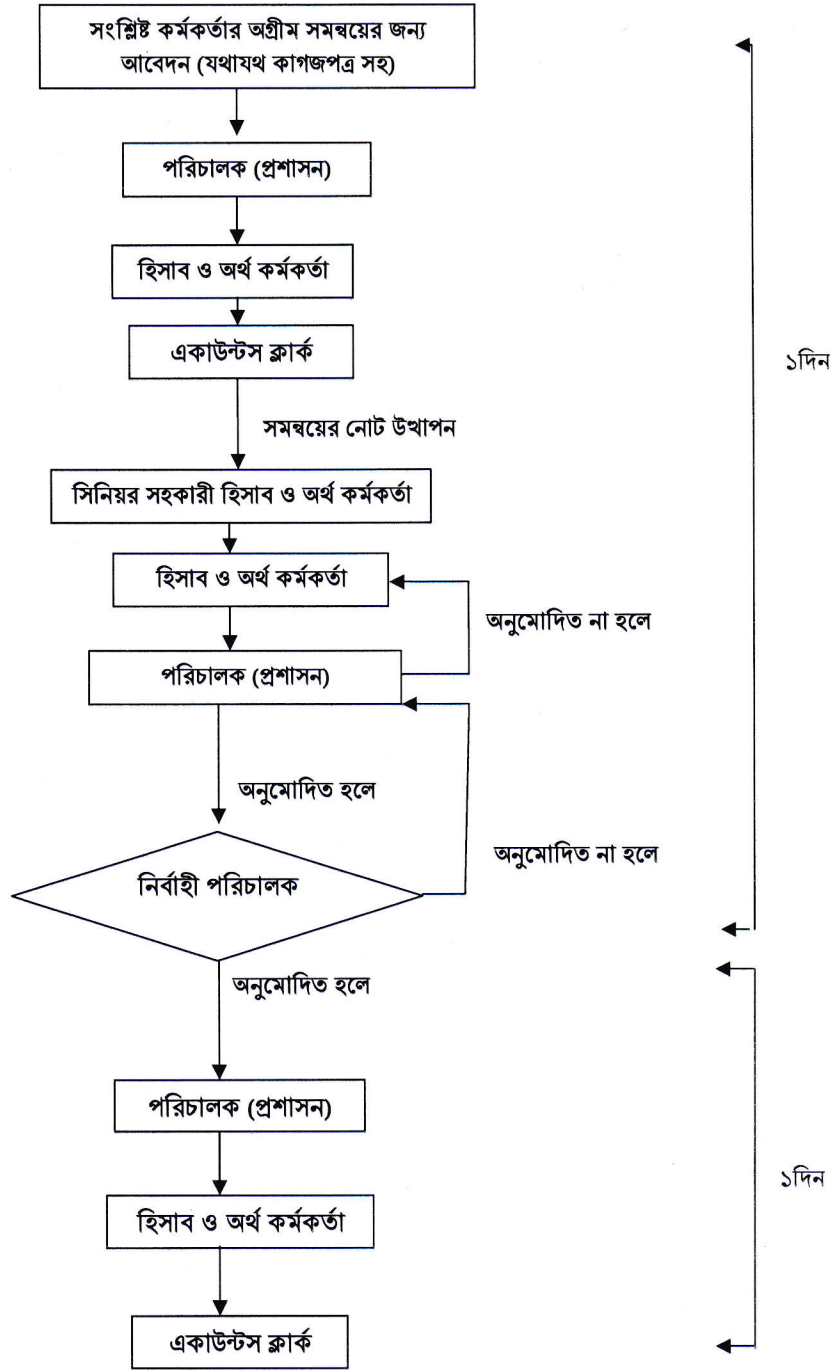 সংশ্লিষ্ট কর্মকর্তার অগ্রীম সমন্বয়ের জন্য
আবেদন (যথাযথ কাগজপত্র সহ)
পরিচালক (প্রশাসন)
হিসাব ও অর্থ কর্মকর্তা
একাউন্টস ক্লার্ক
১দিন
সমন্বয়ের নোট উত্থাপন
সিনিয়র সহকারী হিসাব ও অর্থ কর্মকর্তা
হিসাব ও অর্থ কর্মকর্তা
অনুমোদিত না হলে
পরিচালক (প্রশাসন)
অনুমোদিত হলে
অনুমোদিত না হলে
নির্বাহী পরিচালক
অনুমোদিত হলে
পরিচালক (প্রশাসন)
১দিন
হিসাব ও অর্থ কর্মকর্তা
একাউন্টস ক্লার্ক